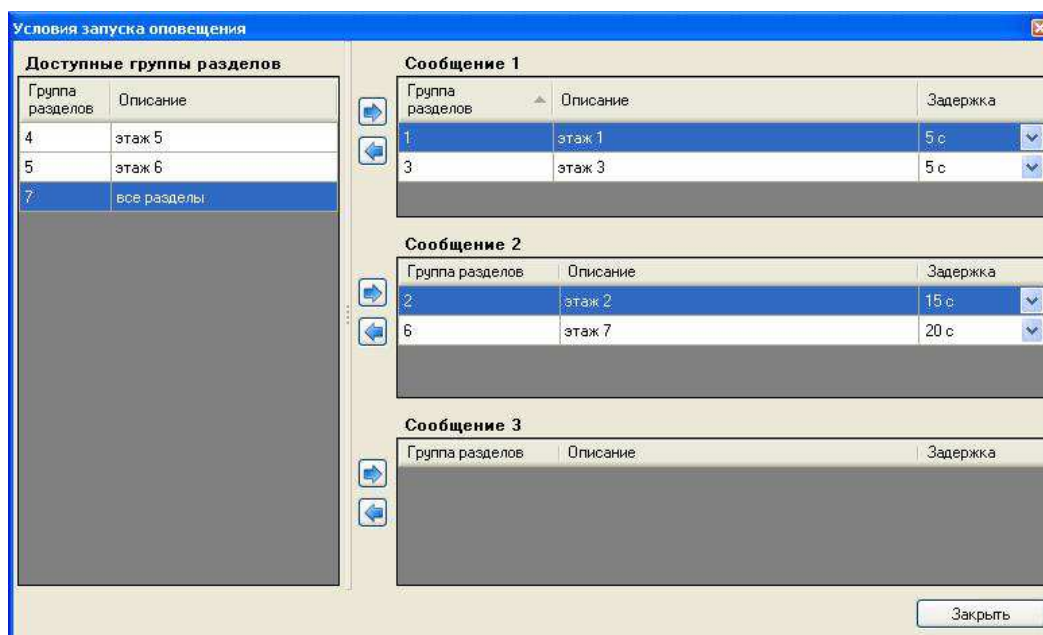 Условия запуска оповещения
Доступные группы разделов
Группа разделов Описание
4 этаж 5
5 этаж 6
7 все разделы
Сообщение 1
Группа разделов Описание Задержка
1 этаж 1 5 с
3 этаж 3 5 с
Сообщение 2
Группа разделов Описание Задержка
2 этаж 2 15 с
6 этаж 7 20 с
Сообщение 3
Группа разделов Описание Задержка
Закрыть